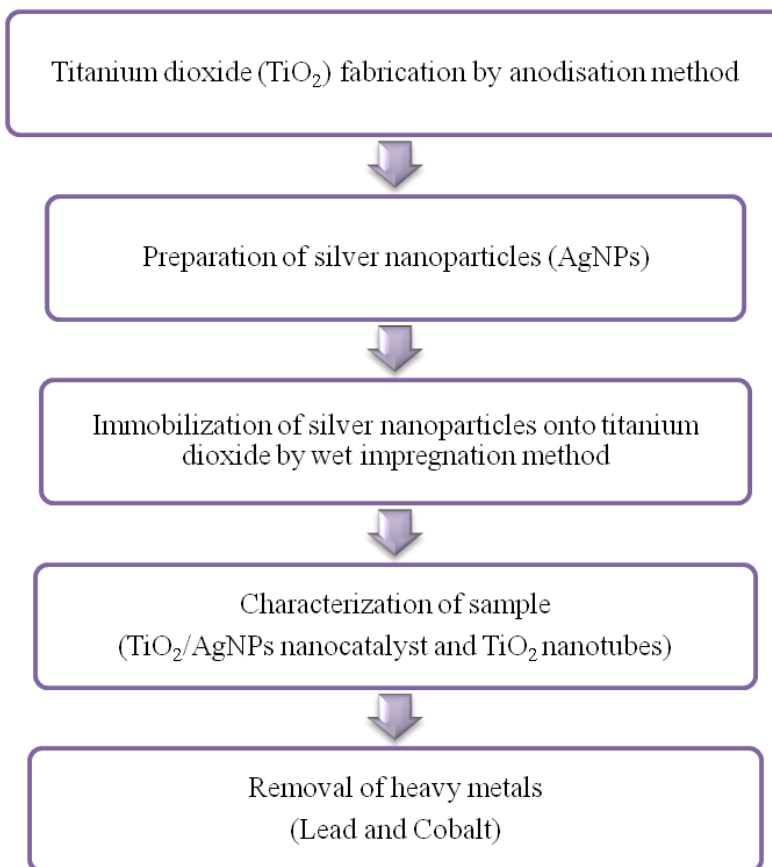 Titanium dioxide (TiO₂) fabrication by anodisation method
Preparation of silver nanoparticles (AgNPs)
Immobilization of silver nanoparticles onto titanium
dioxide by wet impregnation method
Characterization of sample
(TiO₂/AgNPs nanocatalyst and TiO₂ nanotubes)
Removal of heavy metals
(Lead and Cobalt)